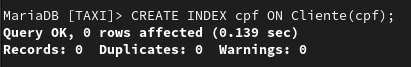 MariaDB [TAXI]> CREATE INDEX cpf ON Cliente(cpf);
Query OK, 0 rows affected (0.139 sec)
Records: 0  Duplicates: 0  Warnings: 0